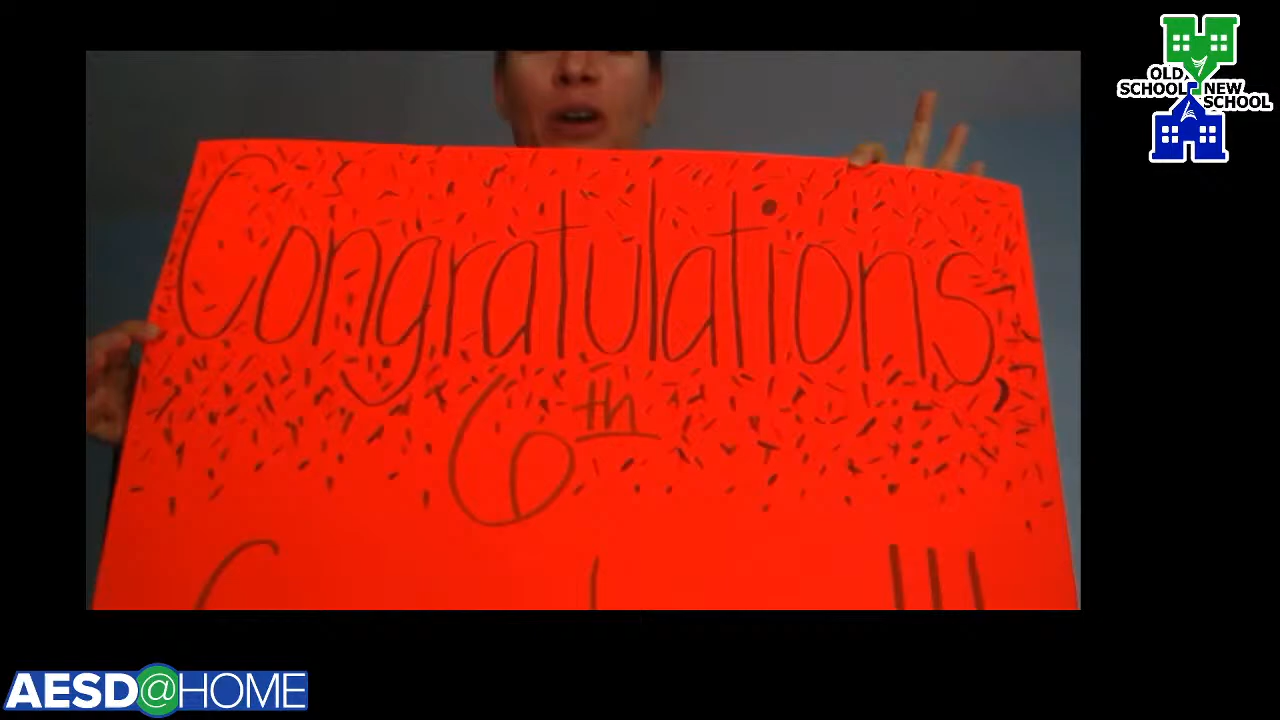 Congratulations
6th
OLD
SCHOOL
NEW
SCHOOL
AESD@HOME